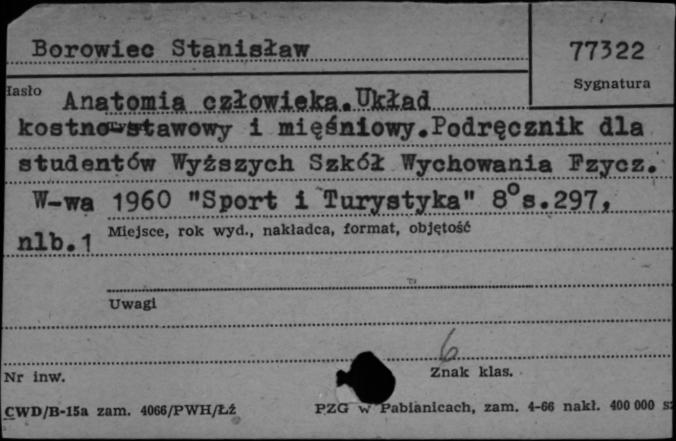 Borowiec Stanisław
77322
Sygnatura
Hasło
Anatomia człowieka.Układ
kostno-stawowy i mięśniowy.Podręcznik dla
studentów Wyższych Szkół Wychowania Fzycz.
W-wa 1960 "Sport i Turystyka" 8° s.297,
nlb.1
Miejsce, rok wyd., nakładca, format, objętość
Uwagi
6
Nr inw.
Znak klas.
CWD/B-15a zam. 4066/PWH/Łż
PZG w Pabianicach, zam. 4-66 nakł. 400 000